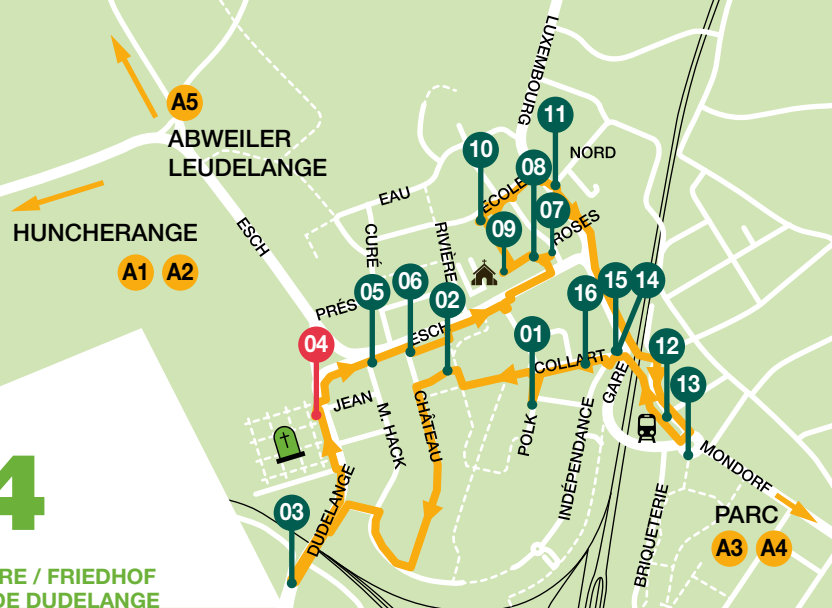 LUXEMBOURG
A5
ABWEILER
LEUDELANGE
HUNCHERANGE
A1 A2
ESCH
EAU
CURÉ
RIVIÈRE
PRÉS
ECOLE
NORD
ROSES
10
08
11
07
09
05
06
02
04
01
16
15
14
12
13
ESCH
JEAN
M. HACK
CHÂTEAU
COLLART
POLK
INDÉPENDANCE
GARE
MONDORF
BRIQUETERIE
PARC
A3 A4
03
DUDELANGE
4
RE / FRIEDHOF
DE DUDELANGE